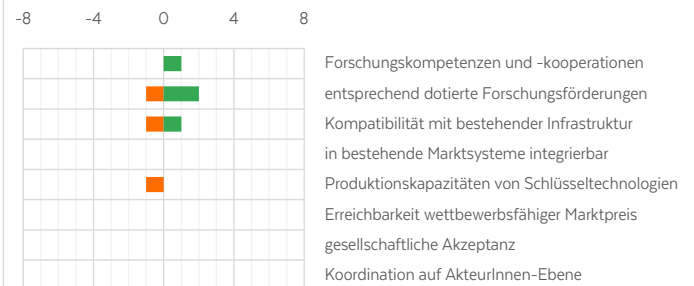 -8 -4 0 4 8
Forschungskompetenzen und -kooperationen
entsprechend dotierte Forschungsförderungen
Kompatibilität mit bestehender Infrastruktur
in bestehende Marktsysteme integrierbar
Produktionskapazitäten von Schlüsseltechnologien
Erreichbarkeit wettbewerbsfähiger Marktpreis
gesellschaftliche Akzeptanz
Koordination auf AkteurInnen-Ebene